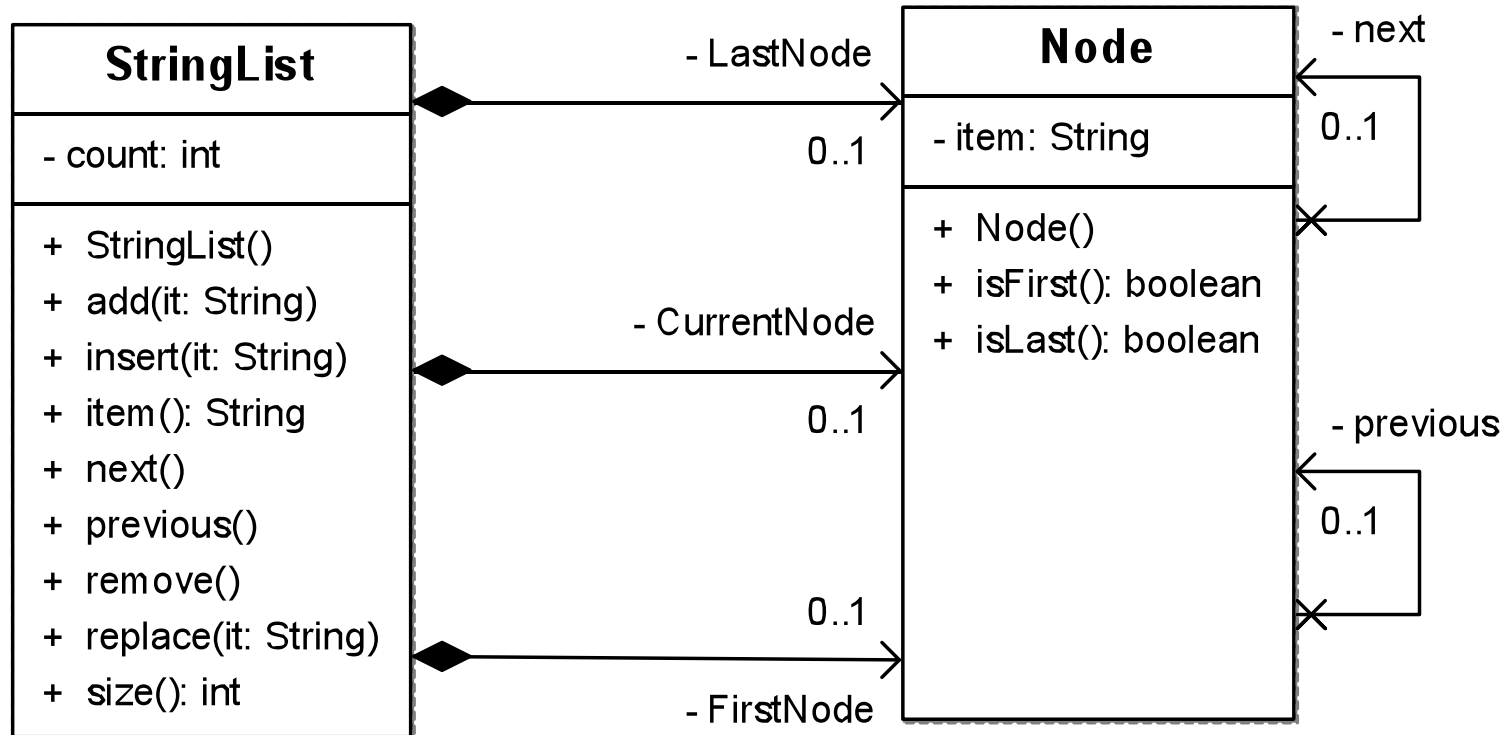 StringList
- count: int
+ StringList()
+ add(it: String)
+ insert(it: String)
+ item(): String
+ next()
+ previous()
+ remove()
+ replace(it: String)
+ size(): int
- LastNode
0..1
- CurrentNode
0..1
0..1
- FirstNode
Node
- item: String
+ Node()
+ isFirst(): boolean
+ isLast(): boolean
- next
0..1
- previous
0..1